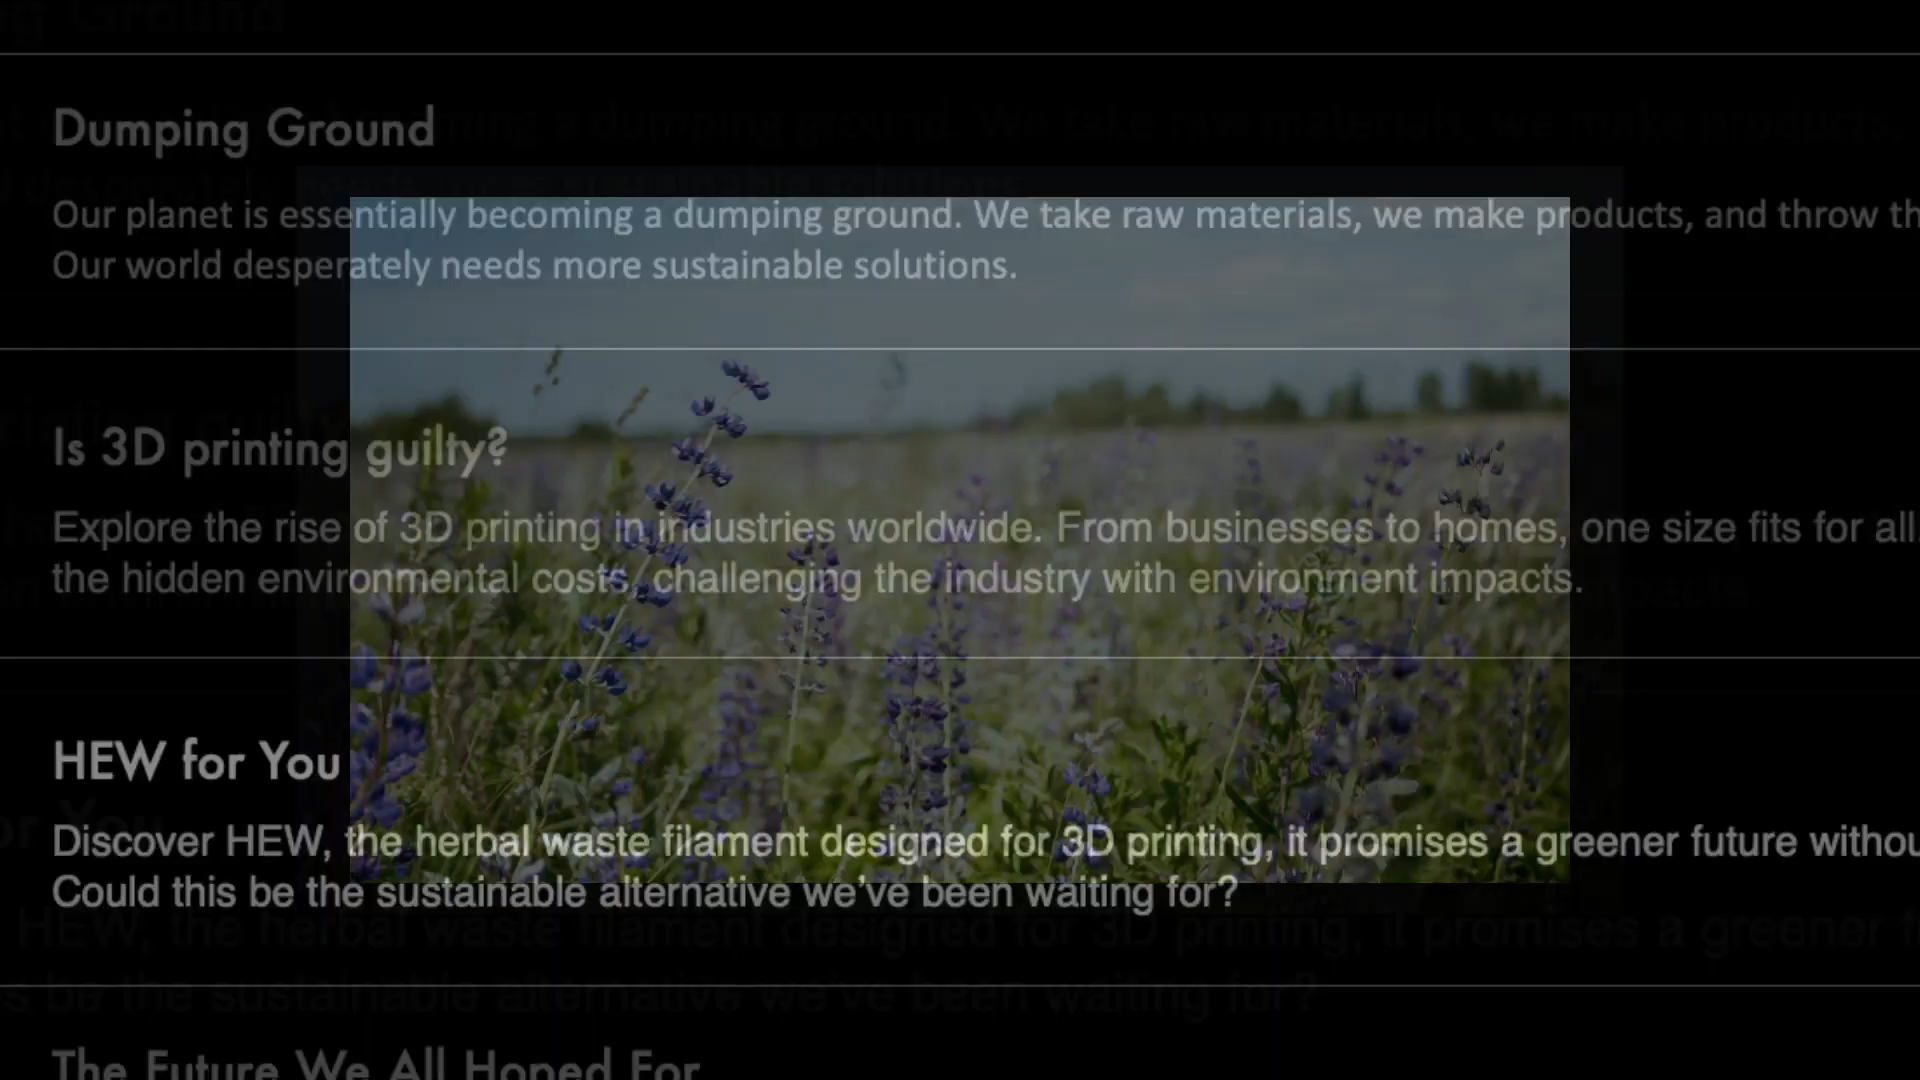 Dumping Ground
Our planet is essentially becoming a dumping ground. We take raw materials, we make products, and throw
Our world desperately needs more sustainable solutions.
Is 3D printing guilty?
Explore the rise of 3D printing in industries worldwide. From businesses to homes, one size fits for all.
the hidden environmental costs, challenging the industry with environment impacts.
HEW for You
Discover HEW, the herbal waste filament designed for 3D printing, it promises a greener future
Could this be the sustainable alternative we've been waiting for?
The Future We All Hoped For